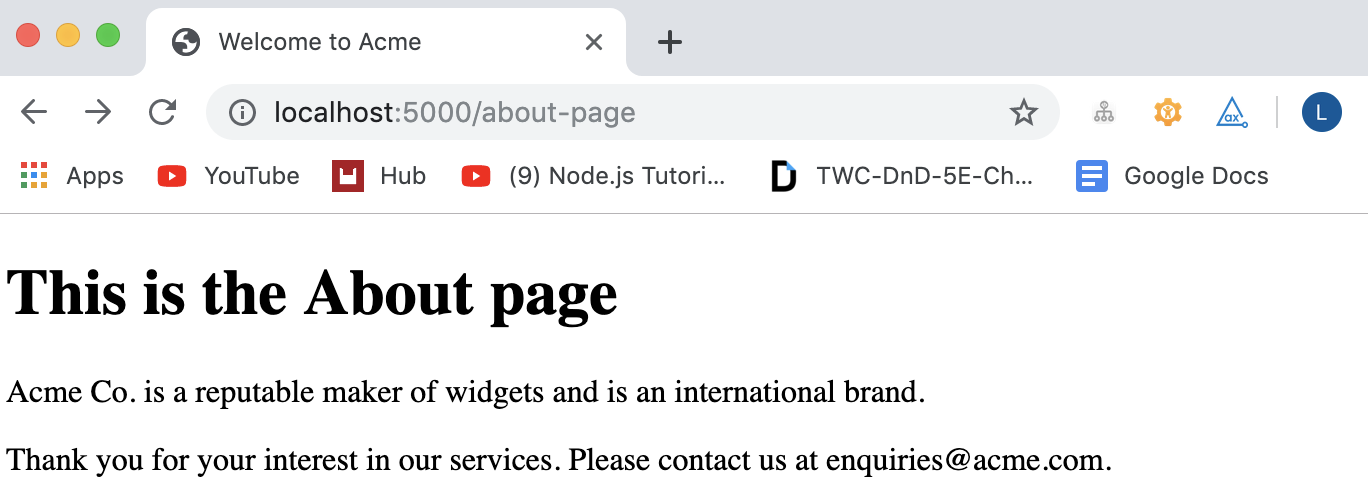 Welcome to Acme
localhost:5000/about-page
L
Apps YouTube Hub (9) Node.js Tutori... TWC-DnD-5E-Ch... Google Docs
This is the About page
Acme Co. is a reputable maker of widgets and is an international brand.
Thank you for your interest in our services. Please contact us at enquiries@acme.com.